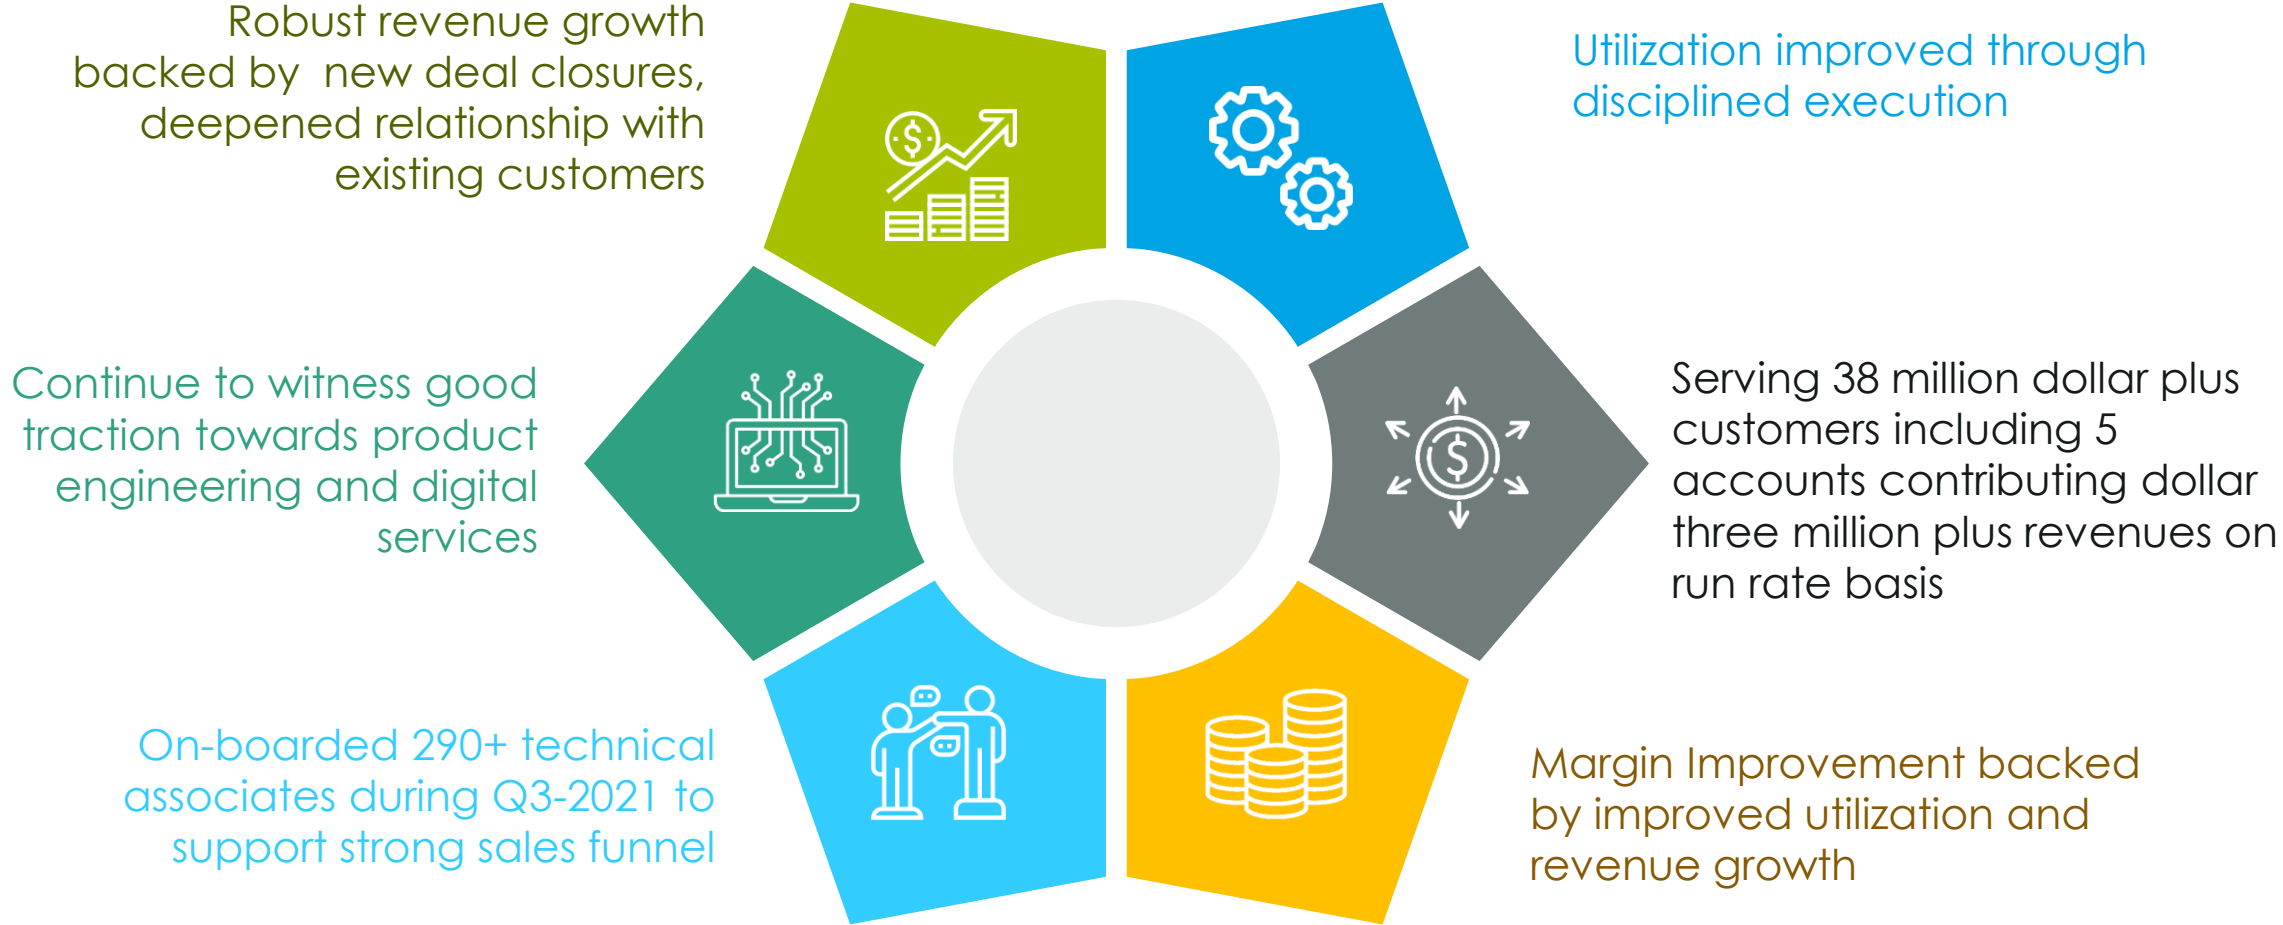 Robust revenue growth
backed by  new deal closures,
deepened relationship with
existing customers
Utilization improved through
disciplined execution
Continue to witness good
traction towards product
engineering and digital
services
Serving 38 million dollar plus
customers including 5
accounts contributing dollar
three million plus revenues on
run rate basis
On-boarded 290+ technical
associates during Q3-2021 to
support strong sales funnel
Margin Improvement backed
by improved utilization and
revenue growth